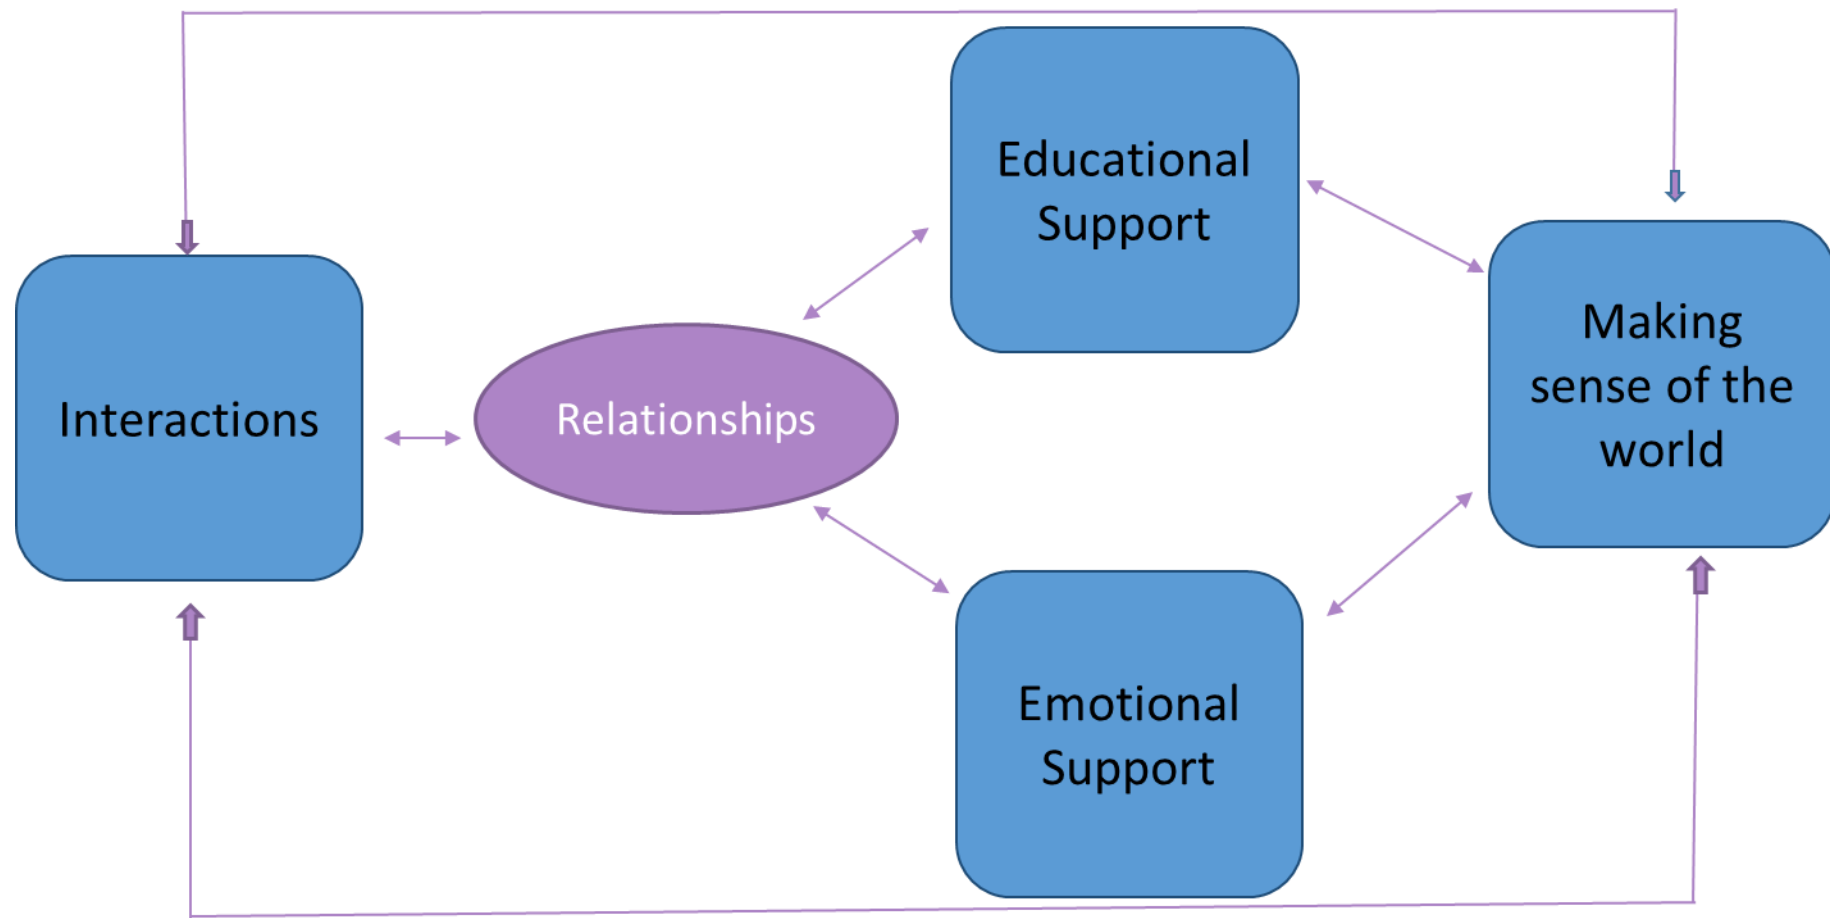 Educational
Support
Interactions
Relationships
Making
sense of the
world
Emotional
Support